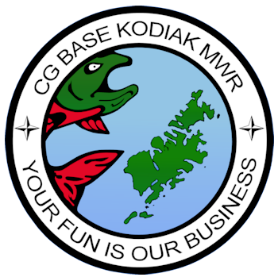 CG BASE KODIAK MWR
YOUR FUN IS OUR BUSINESS